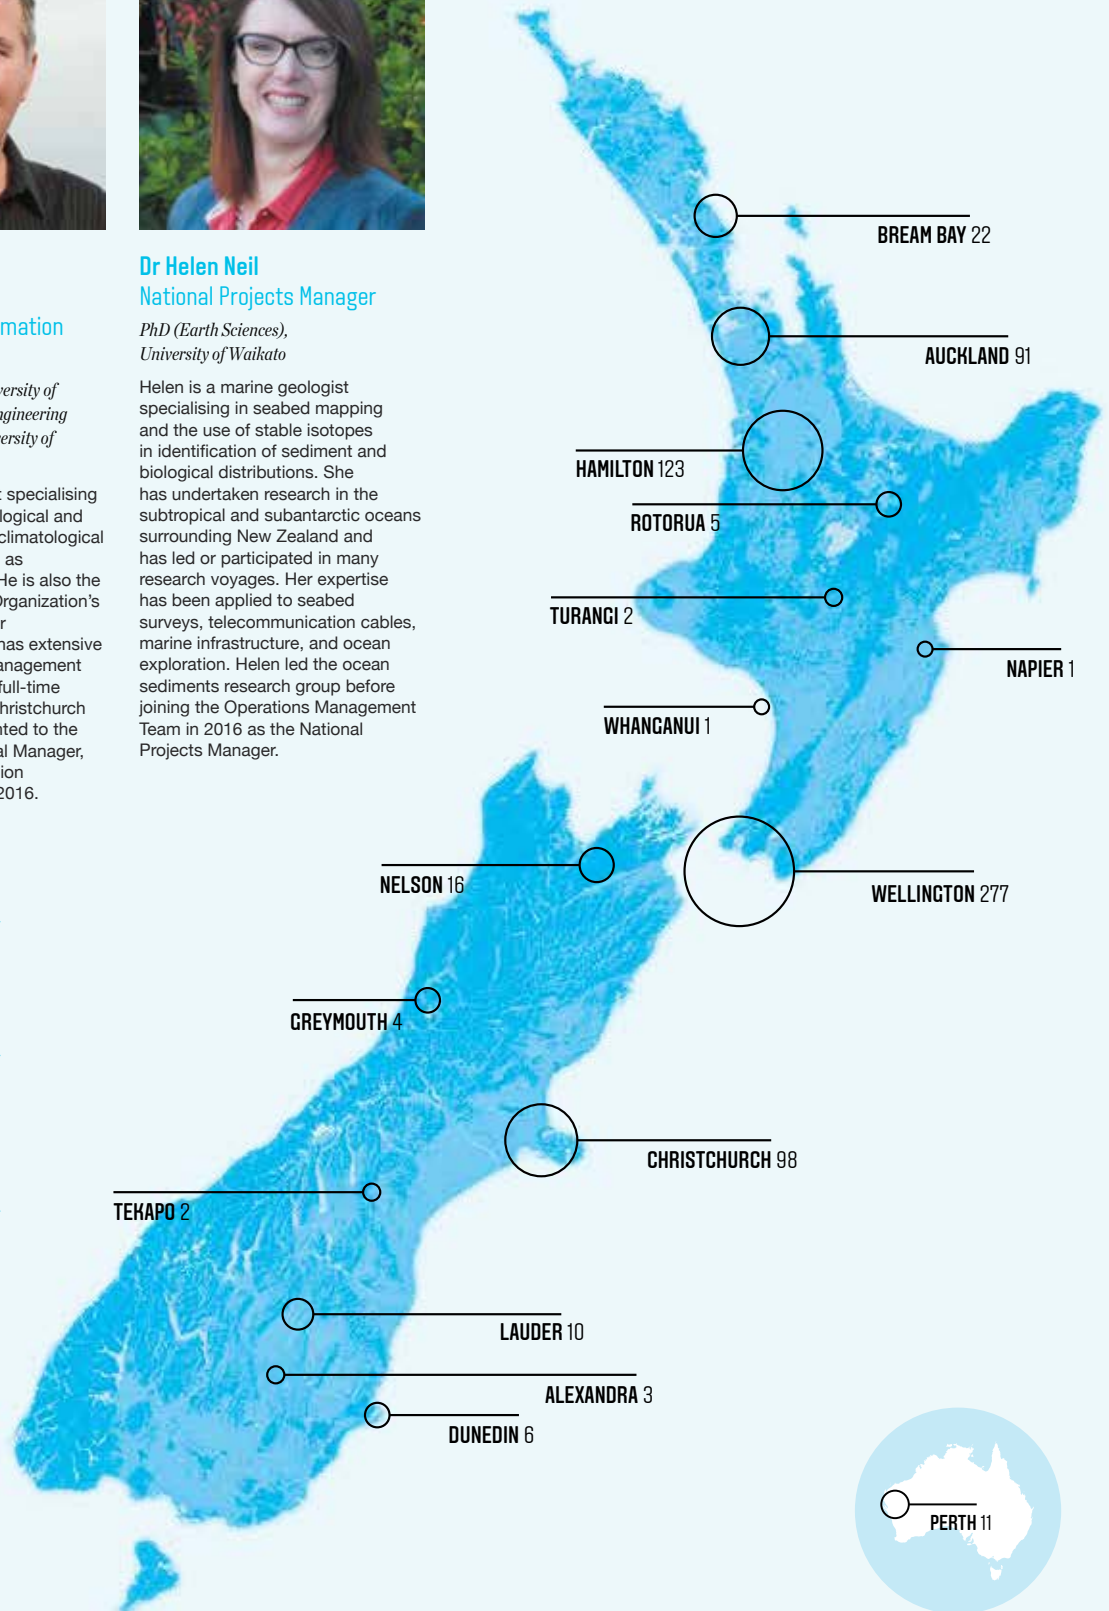 mation
versity of
ngineering
versity of
specialising
logical and
climatological
as
He is also the
Organization's
r
has extensive
anagement
full-time
hristchurch
nted to the
al Manager,
ion
2016.
Dr Helen Neil
National Projects Manager
PhD (Earth Sciences),
University of Waikato
Helen is a marine geologist
specialising in seabed mapping
and the use of stable isotopes
in identification of sediment and
biological distributions. She
has undertaken research in the
subtropical and subantarctic oceans
surrounding New Zealand and
has led or participated in many
research voyages. Her expertise
has been applied to seabed
surveys, telecommunication cables,
marine infrastructure, and ocean
exploration. Helen led the ocean
sediments research group before
joining the Operations Management
Team in 2016 as the National
Projects Manager.
BREAM BAY 22
AUCKLAND 91
HAMILTON 123
ROTORUA 5
TURANGI 2
NAPIER 1
WHANGANUI 1
NELSON 16
WELLINGTON 277
GREYMOUTH 4
CHRISTCHURCH 98
TEKAPO 2
LAUDER 10
ALEXANDRA 3
DUNEDIN 6
PERTH 11